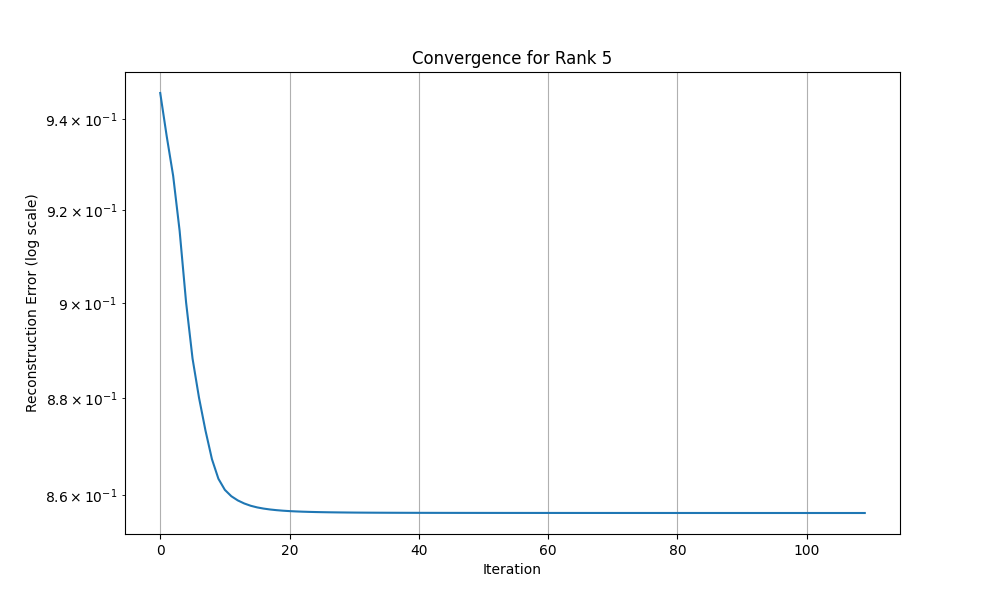 Convergence for Rank 5
Reconstruction Error (log scale)
9.4 × 10⁻¹
9.2 × 10⁻¹
9 × 10⁻¹
8.8 × 10⁻¹
8.6 × 10⁻¹
0 20 40 60 80 100
Iteration